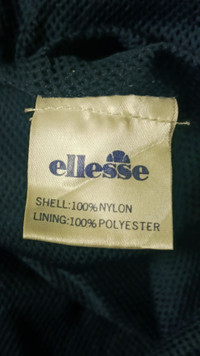 ellesse
SHELL:100% NYLON
LINING:100% POLYESTER